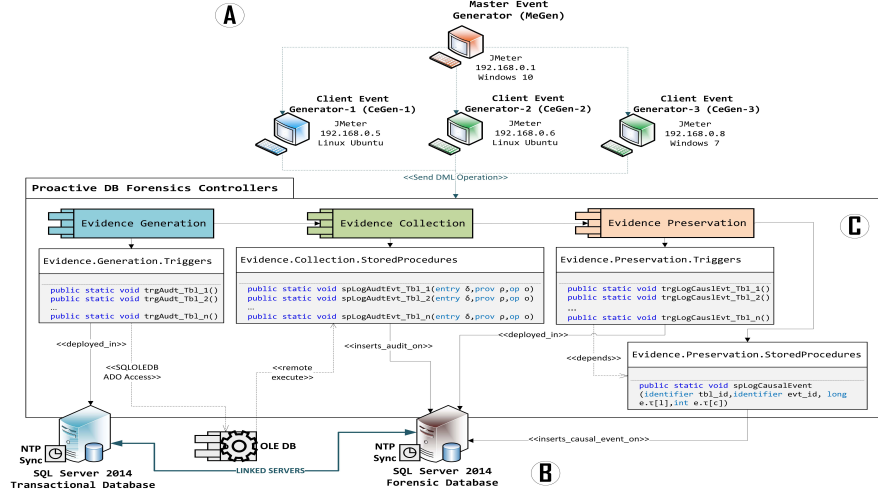 A
Master Event
Generator (MeGen)
JMeter
192.168.0.1
Windows 10
Client Event
Generator-1 (CeGen-1)
JMeter
192.168.0.5
Linux Ubuntu
Client Event
Generator-2 (CeGen-2)
JMeter
192.168.0.6
Linux Ubuntu
Client Event
Generator-3 (CeGen-3)
JMeter
192.168.0.8
Windows 7
<<Send DML Operation>>
Proactive DB Forensics Controllers
Evidence Generation
Evidence Collection
Evidence Preservation
C
Evidence.Generation.Triggers
public static void trgAudt_Tbl_1()
public static void trgAudt_Tbl_2()
...
public static void trgAudt_Tbl_n()
Evidence.Collection.StoredProcedures
public static void spLogAudtEvt_Tbl_1(entry δ,prov ρ,op o)
public static void spLogAudtEvt_Tbl_2(entry δ,prov ρ,op o)
...
public static void spLogAudtEvt_Tbl_n(entry δ,prov ρ,op o)
Evidence.Preservation.Triggers
public static void trgLogCauslEvt_Tbl_1()
public static void trgLogCauslEvt_Tbl_2()
...
public static void trgLogCauslEvt_Tbl_n()
<<deployed_in>>
<<SQLOLEDB
ADO Access>>
<<remote
execute>>
<<inserts_audit_on>>
<<deployed_in>>
<<depends>>
Evidence.Preservation.StoredProcedures
public static void spLogCausalEvent
(identifier tbl_id,identifier evt_id, long
e.τ[l],int e.τ[c])
<<inserts_causal_event_on>>
NTP
Sync
SQL Server 2014
Transactional Database
OLE DB
LINKED SERVERS
NTP
Sync
SQL Server 2014
Forensic Database
B